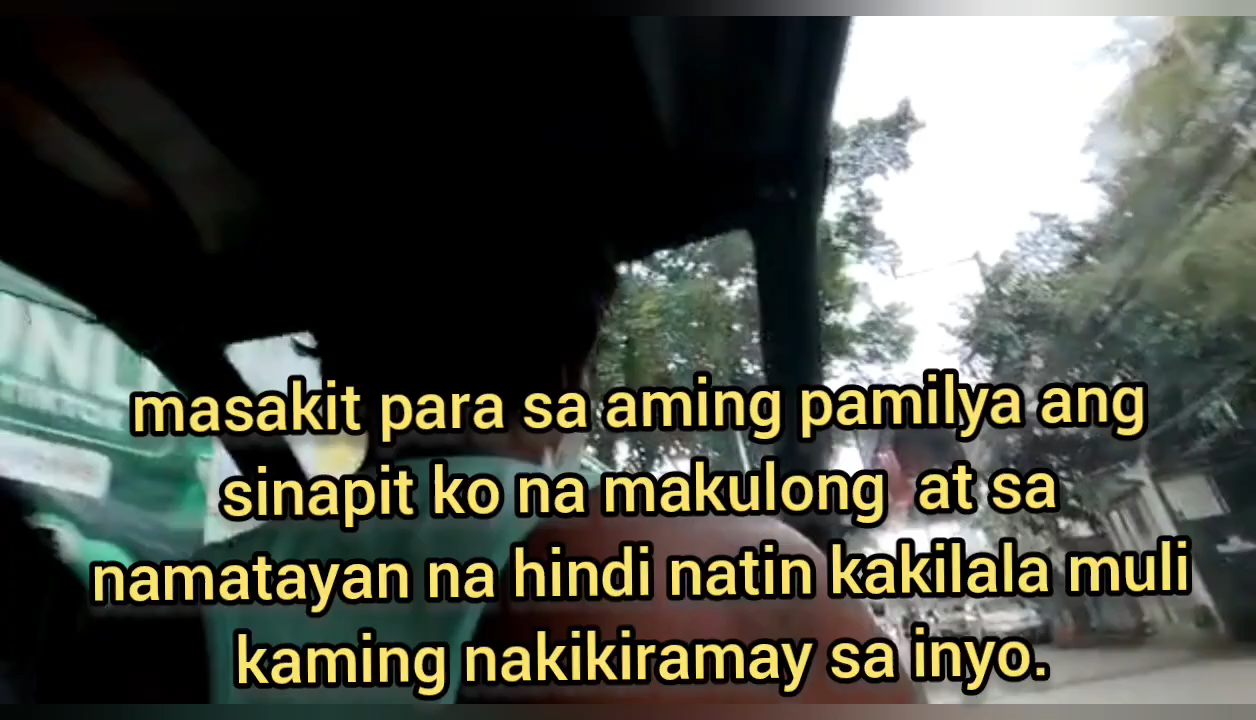 masakit para sa aming pamilya ang
sinapit ko na makulong at sa
namatayan na hindi natin kakilala muli
kaming nakikiramay sa inyo.